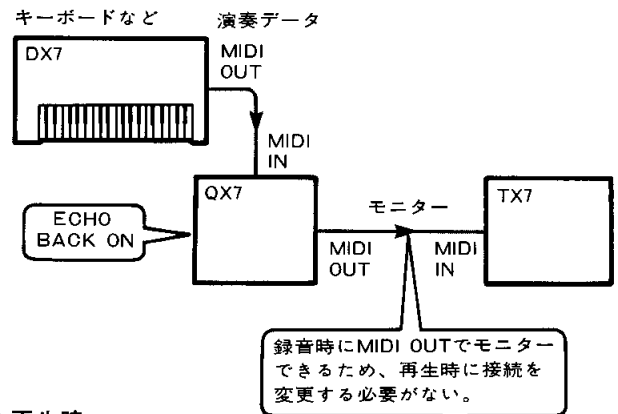 キーボードなど
演奏データ
DX7
MIDI
OUT
MIDI
IN
QX7
ECHO
BACK ON
モニター
TX7
MIDI
OUT
MIDI
IN
録音時にMIDI OUTでモニター
できるため、再生時に接続を
変更する必要がない。